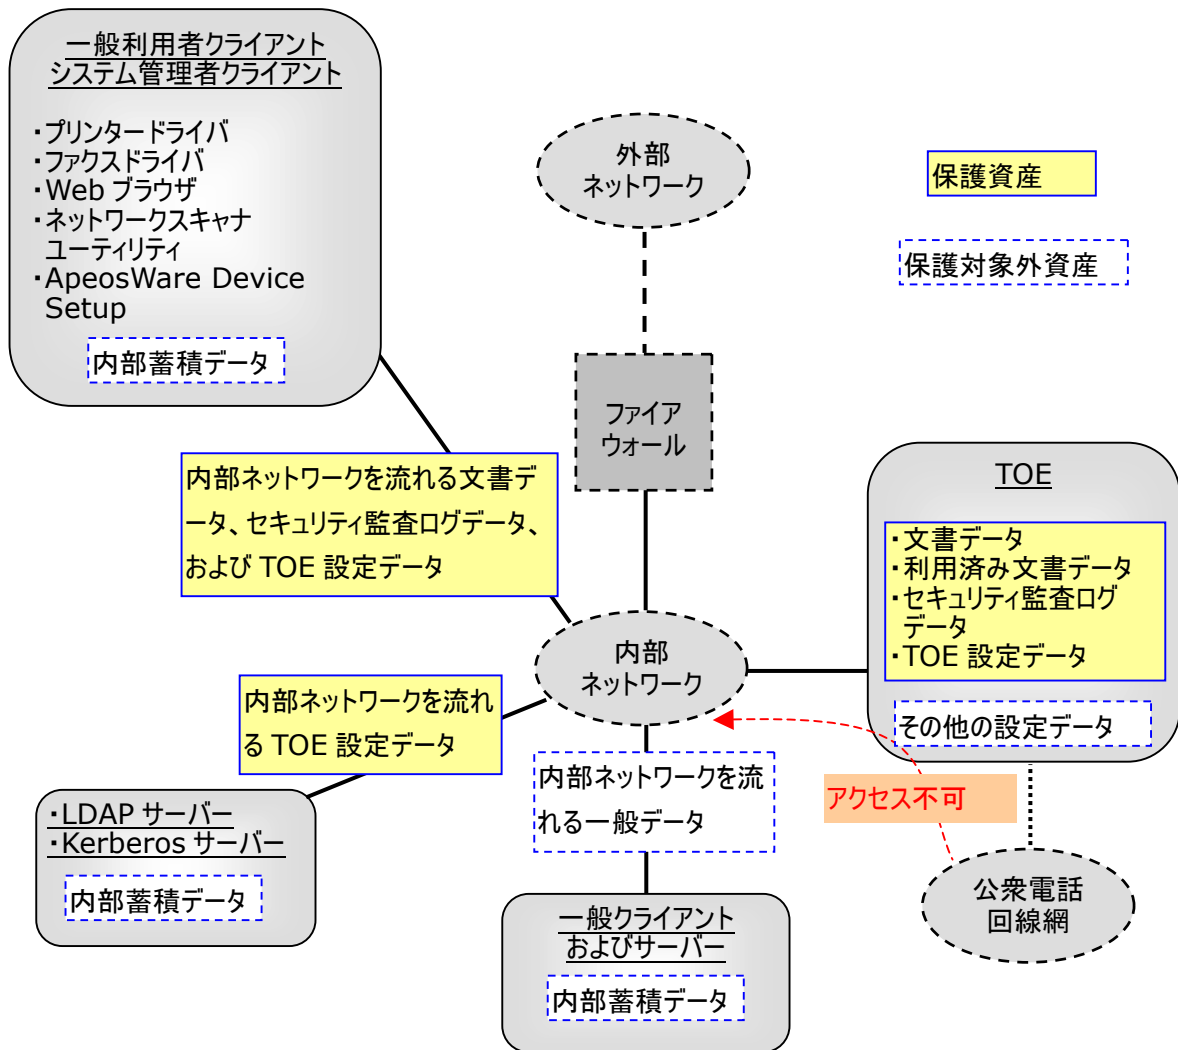 一般利用者クライアント
システム管理者クライアント
・プリンタードライバ
・ファクスドライバ
・Web ブラウザ
・ネットワークスキャナ
ユーティリティ
・ApeosWare Device
Setup
内部蓄積データ
外部
ネットワーク
保護資産
保護対象外資産
ファイア
ウォール
内部ネットワークを流れる文書デ
ータ、セキュリティ監査ログデータ、
および TOE 設定データ
TOE
・文書データ
・利用済み文書データ
・セキュリティ監査ログ
データ
・TOE 設定データ
その他の設定データ
内部
ネットワーク
内部ネットワークを流れ
る TOE 設定データ
内部ネットワークを流
れる一般データ
アクセス不可
・LDAP サーバー
・Kerberos サーバー
内部蓄積データ
公衆電話
回線網
一般クライアント
およびサーバー
内部蓄積データ